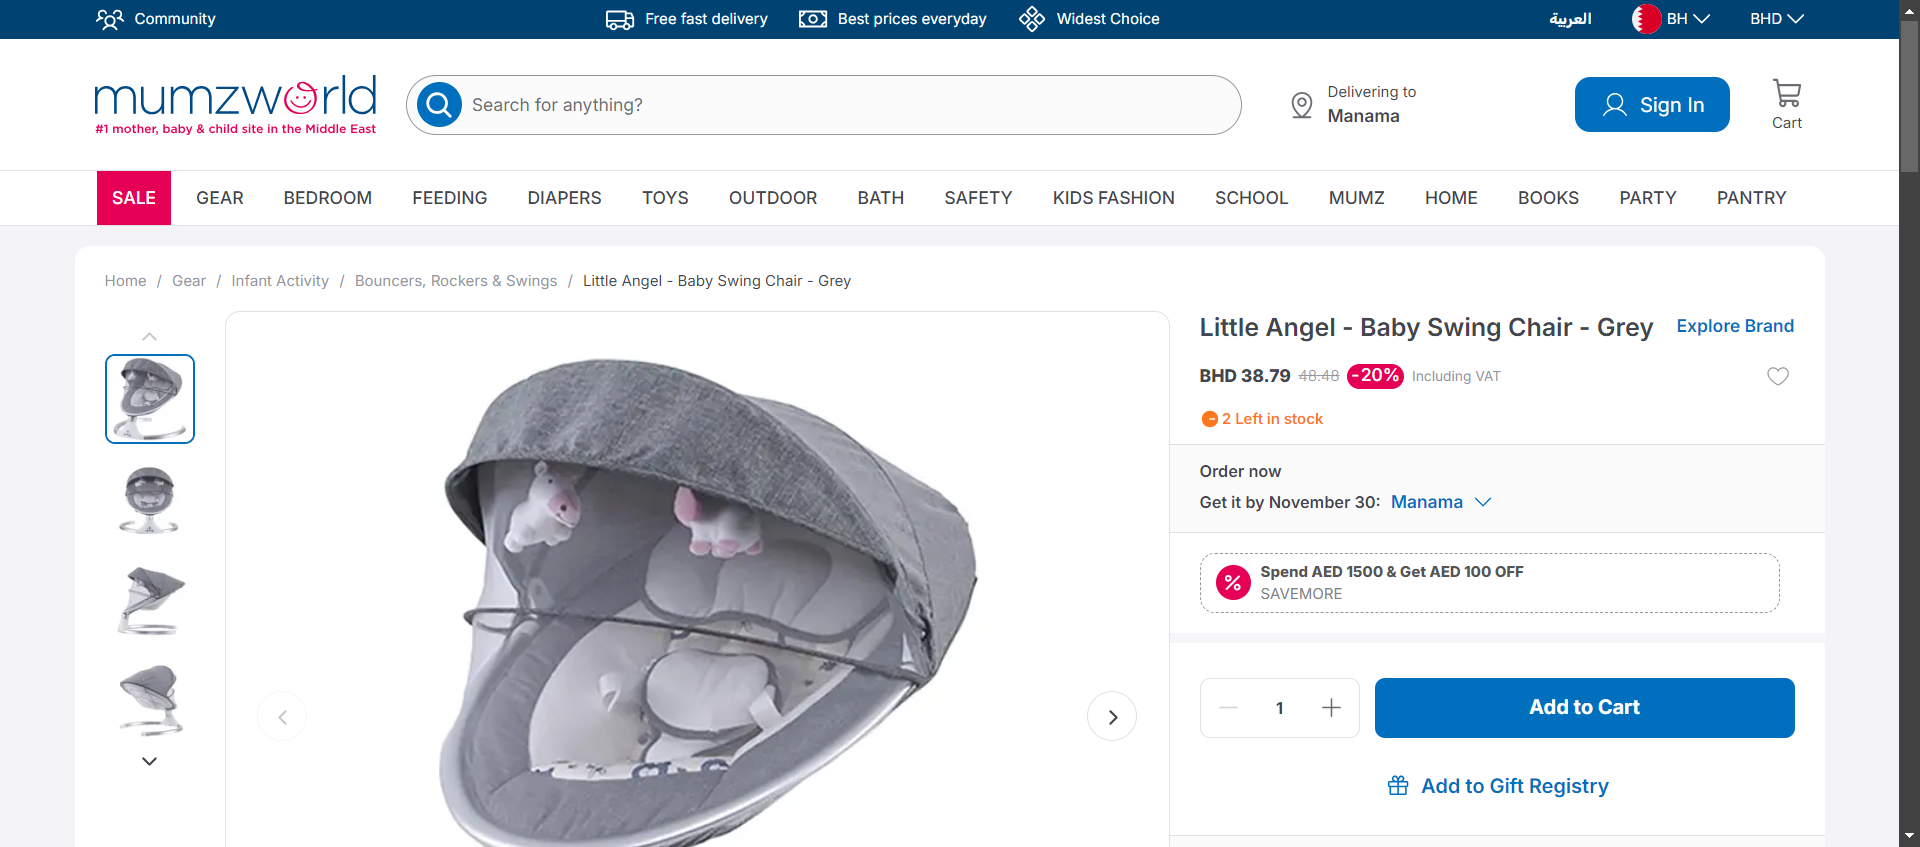 Community
Free fast delivery
Best prices everyday
Widest Choice
العربية
BH
BHD
mumzworld
#1 mother, baby & child site in the Middle East
Search for anything?
Delivering to
Manama
Sign In
Cart
SALE
GEAR
BEDROOM
FEEDING
DIAPERS
TOYS
OUTDOOR
BATH
SAFETY
KIDS FASHION
SCHOOL
MUMZ
HOME
BOOKS
PARTY
PANTRY
Home / Gear / Infant Activity / Bouncers, Rockers & Swings / Little Angel - Baby Swing Chair - Grey
Little Angel - Baby Swing Chair - Grey
Explore Brand
BHD 38.79 48.48 -20% Including VAT
2 Left in stock
Order now
Get it by November 30: Manama
%
Spend AED 1500 & Get AED 100 OFF
SAVEMORE
1
Add to Cart
Add to Gift Registry